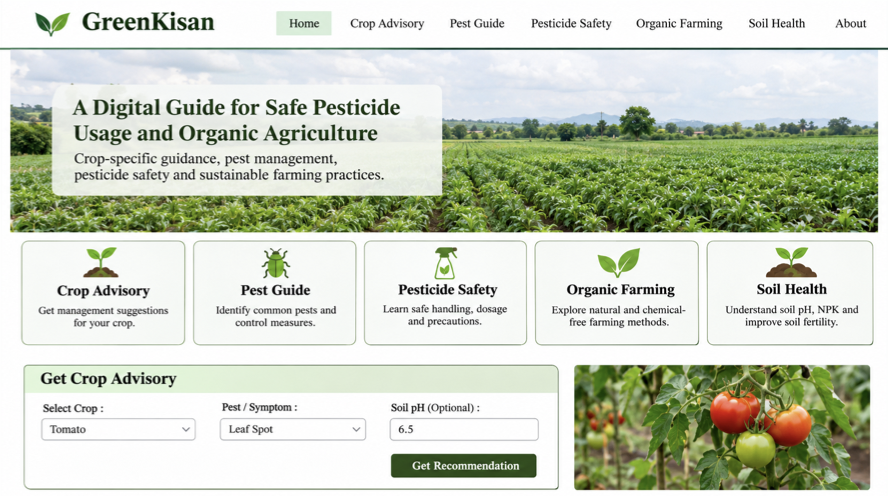 GreenKisan
Home
Crop Advisory
Pest Guide
Pesticide Safety
Organic Farming
Soil Health
About
A Digital Guide for Safe Pesticide
Usage and Organic Agriculture
Crop-specific guidance, pest management,
pesticide safety and sustainable farming practices.
Crop Advisory
Get management suggestions
for your crop.
Pest Guide
Identify common pests and
control measures.
Pesticide Safety
Learn safe handling, dosage
and precautions.
Organic Farming
Explore natural and chemical-
free farming methods.
Soil Health
Understand soil pH, NPK and
improve soil fertility.
Get Crop Advisory
Select Crop :
Tomato
Pest / Symptom :
Leaf Spot
Soil pH (Optional) :
6.5
Get Recommendation